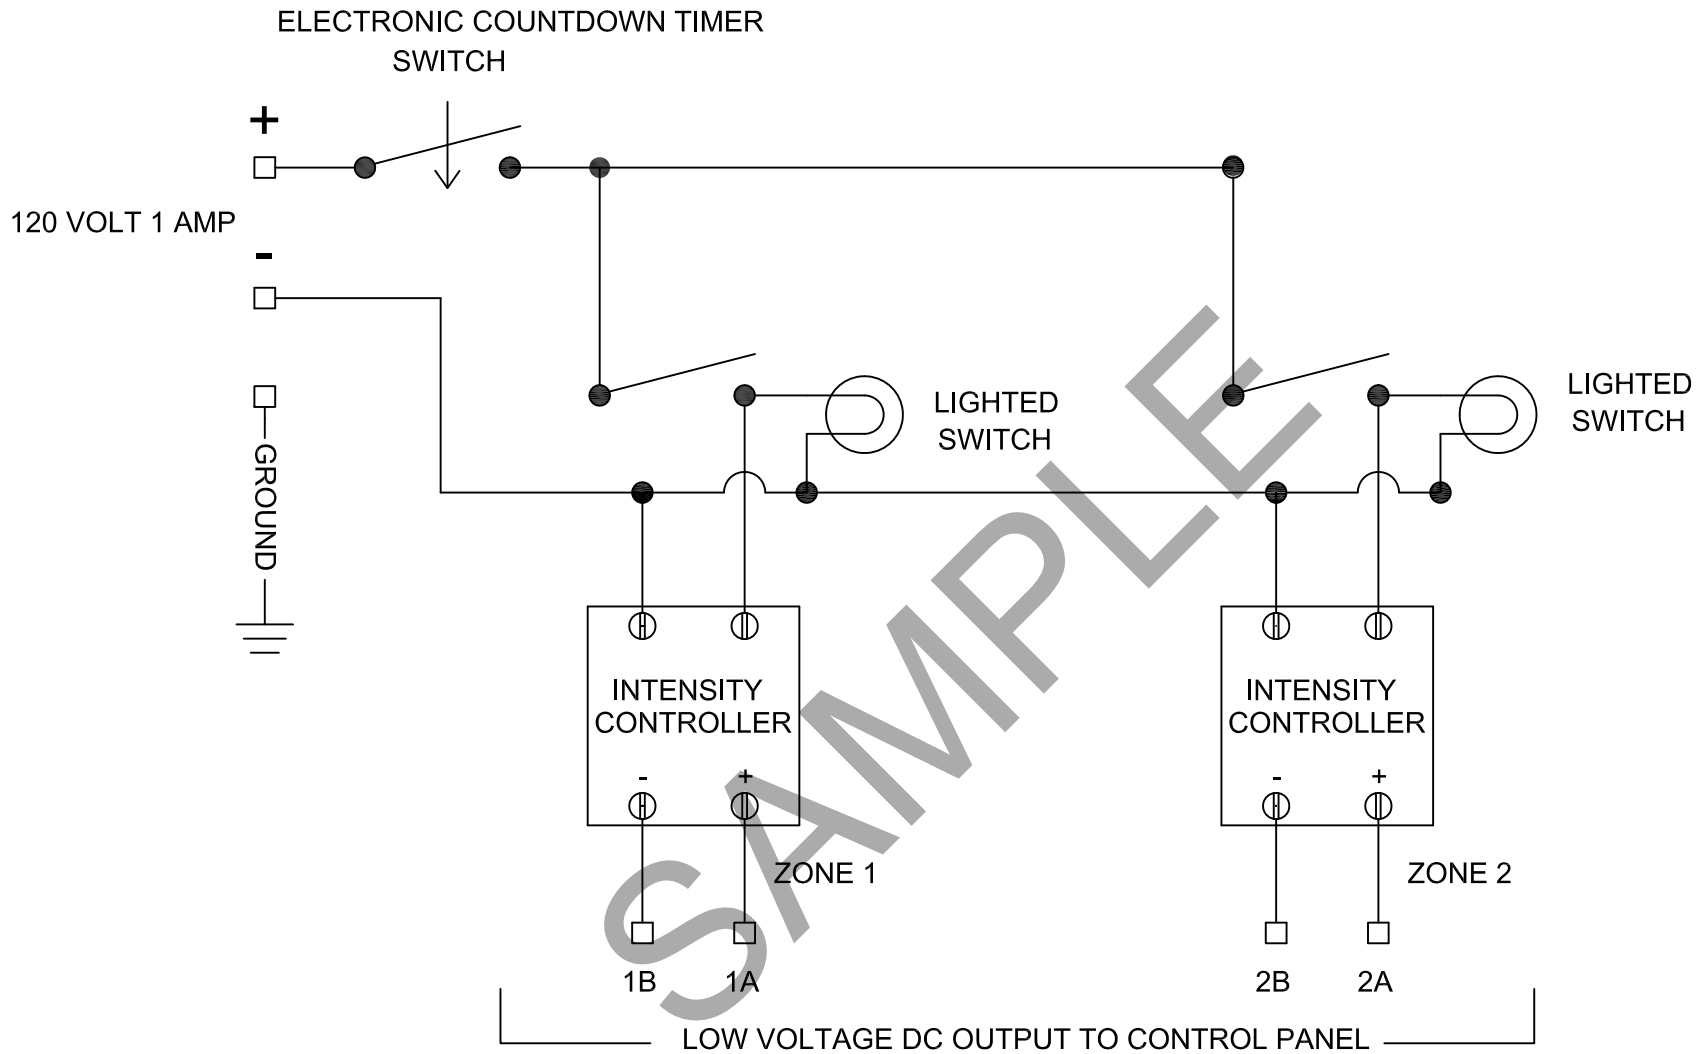 ELECTRONIC COUNTDOWN TIMER
SWITCH
+
120 VOLT 1 AMP
-
GROUND
LIGHTED
SWITCH
LIGHTED
SWITCH
INTENSITY
CONTROLLER
- +
INTENSITY
CONTROLLER
- +
ZONE 1
ZONE 2
1B 1A
2B 2A
LOW VOLTAGE DC OUTPUT TO CONTROL PANEL
SAMPLE